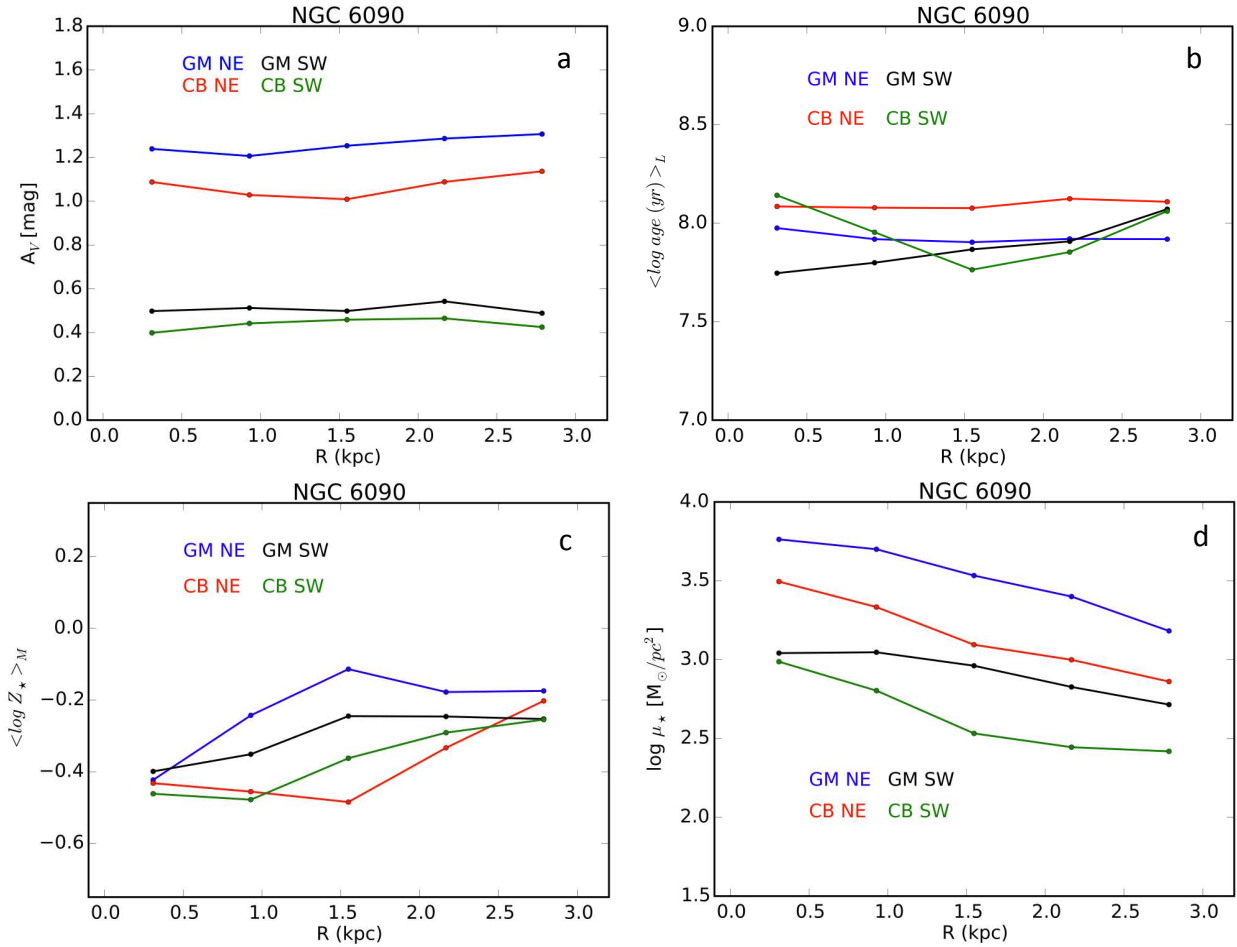 NGC 6090
a
GM NE GM SW
CB NE CB SW
A_V [mag]
1.8
1.6
1.4
1.2
1.0
0.8
0.6
0.4
0.2
0.0
0.0 0.5 1.0 1.5 2.0 2.5 3.0
R (kpc)
NGC 6090
b
GM NE GM SW
CB NE CB SW
<log age (yr) >_L
9.0
8.5
8.0
7.5
7.0
0.0 0.5 1.0 1.5 2.0 2.5 3.0
R (kpc)
NGC 6090
c
GM NE GM SW
CB NE CB SW
<log Z_⋆ >_M
0.2
0.0
−0.2
−0.4
−0.6
0.0 0.5 1.0 1.5 2.0 2.5 3.0
R (kpc)
NGC 6090
d
log μ_⋆ [M_⊙/pc²]
4.0
3.5
3.0
2.5
2.0
1.5
GM NE GM SW
CB NE CB SW
0.0 0.5 1.0 1.5 2.0 2.5 3.0
R (kpc)